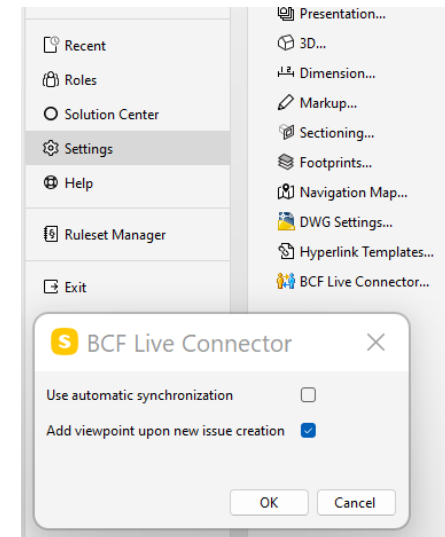 Recent
Roles
Solution Center
Settings
Help
Ruleset Manager
Exit
Presentation...
3D...
Dimension...
Markup...
Sectioning...
Footprints...
Navigation Map...
DWG Settings...
Hyperlink Templates...
BCF Live Connector...
S BCF Live Connector
Use automatic synchronization
Add viewpoint upon new issue creation
OK Cancel